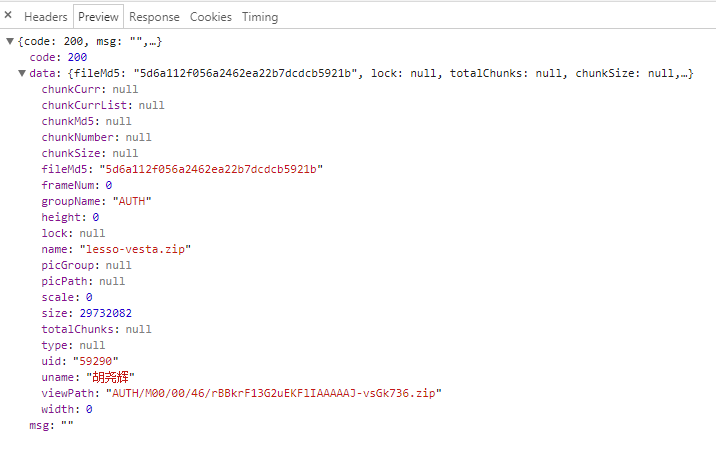 × Headers Preview Response Cookies Timing
▼{code: 200, msg: "",…}
code: 200
▼data: {fileMd5: "5d6a112f056a2462ea22b7dcdcb5921b", lock: null, totalChunks: null, chunkSize: null,…}
chunkCurr: null
chunkCurrList: null
chunkMd5: null
chunkNumber: null
chunkSize: null
fileMd5: "5d6a112f056a2462ea22b7dcdcb5921b"
frameNum: 0
groupName: "AUTH"
height: 0
lock: null
name: "lesso-vesta.zip"
picGroup: null
picPath: null
scale: 0
size: 29732082
totalChunks: null
type: null
uid: "59290"
uname: "胡尧辉"
viewPath: "AUTH/M00/00/46/rBBkrF13G2uEKFlIAAAAAJ-vsGk736.zip"
width: 0
msg: ""